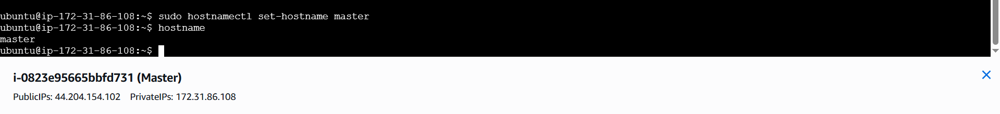 ubuntu@ip-172-31-86-108:~$ sudo hostnamectl set-hostname master
ubuntu@ip-172-31-86-108:~$ hostname
master
ubuntu@ip-172-31-86-108:~$
i-0823e95665bbfd731 (Master)
PublicIPs: 44.204.154.102 PrivateIPs: 172.31.86.108